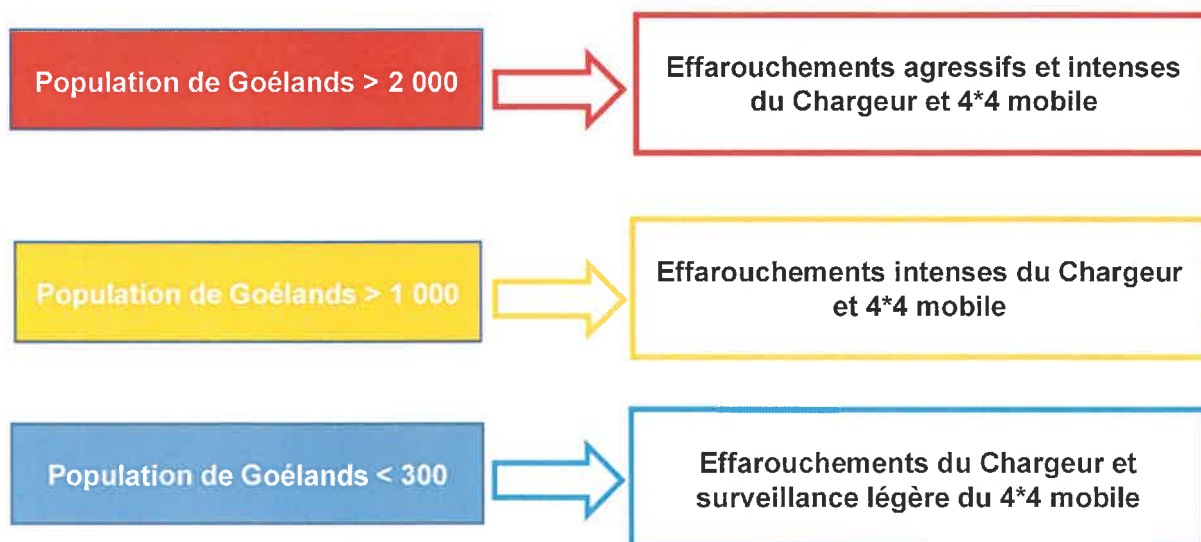 Population de Goélands > 2 000
Effarouchements agressifs et intenses
du Chargeur et 4*4 mobile
Population de Goélands > 1 000
Effarouchements intenses du Chargeur
et 4*4 mobile
Population de Goélands < 300
Effarouchements du Chargeur et
surveillance légère du 4*4 mobile